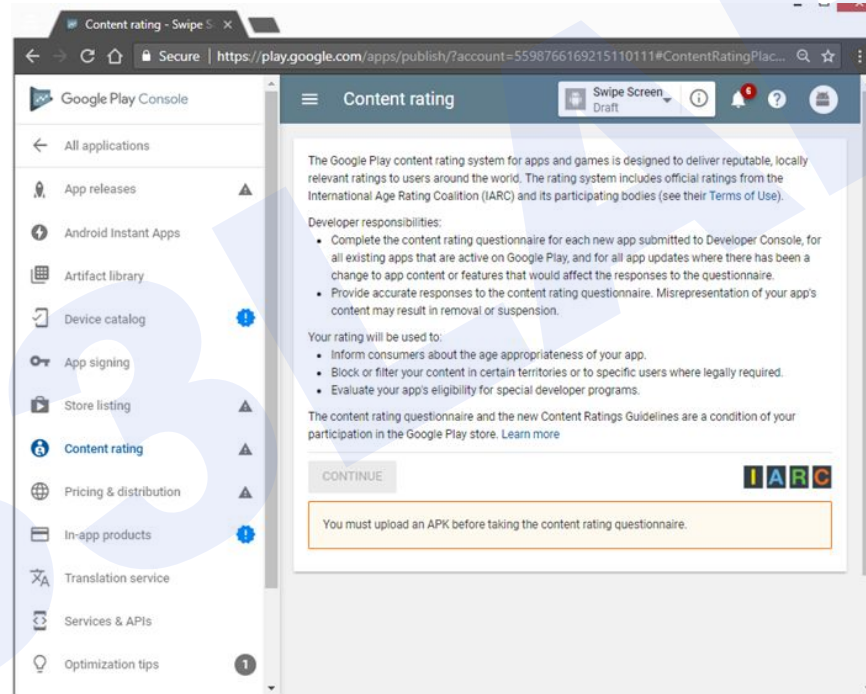 Content rating - Swipe S
Secure | https://play.google.com/apps/publish/?account=5598766169215110111#ContentRatingPlac...
Google Play Console
Content rating
Swipe Screen
Draft
6
All applications
App releases
Android Instant Apps
Artifact library
Device catalog
App signing
Store listing
Content rating
Pricing & distribution
In-app products
Translation service
Services & APIs
Optimization tips
1
The Google Play content rating system for apps and games is designed to deliver reputable, locally
relevant ratings to users around the world. The rating system includes official ratings from the
International Age Rating Coalition (IARC) and its participating bodies (see their Terms of Use).
Developer responsibilities:
• Complete the content rating questionnaire for each new app submitted to Developer Console, for
all existing apps that are active on Google Play, and for all app updates where there has been a
change to app content or features that would affect the responses to the questionnaire.
• Provide accurate responses to the content rating questionnaire. Misrepresentation of your app's
content may result in removal or suspension.
Your rating will be used to:
• Inform consumers about the age appropriateness of your app.
• Block or filter your content in certain territories or to specific users where legally required.
• Evaluate your app's eligibility for special developer programs.
The content rating questionnaire and the new Content Ratings Guidelines are a condition of your
participation in the Google Play store. Learn more
CONTINUE
IARC
You must upload an APK before taking the content rating questionnaire.